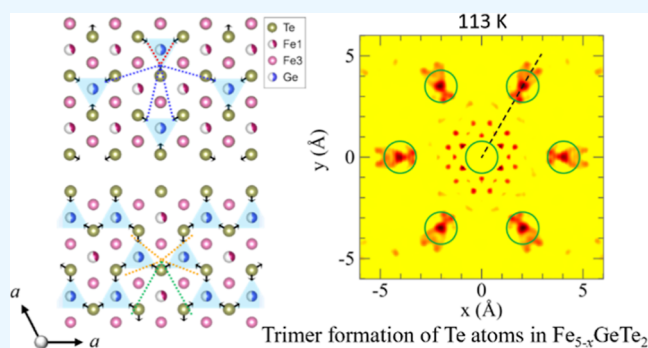 Te
Fe1
Fe3
Ge
a
a
113 K
y (Å)
5
0
-5
-5
0
5
x (Å)
Trimer formation of Te atoms in Fe₅₋ₓGeTe₂